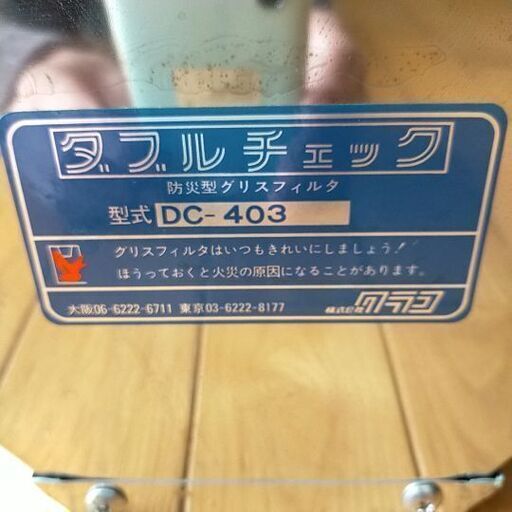 ダブルチェック
防災型グリスフィルタ
型式 DC-403
グリスフィルタはいつもきれいにしましょう!
ほうっておくと火災の原因になることがあります。
大阪06-6222-6711 東京03-6222-8177 株式会社クラコ